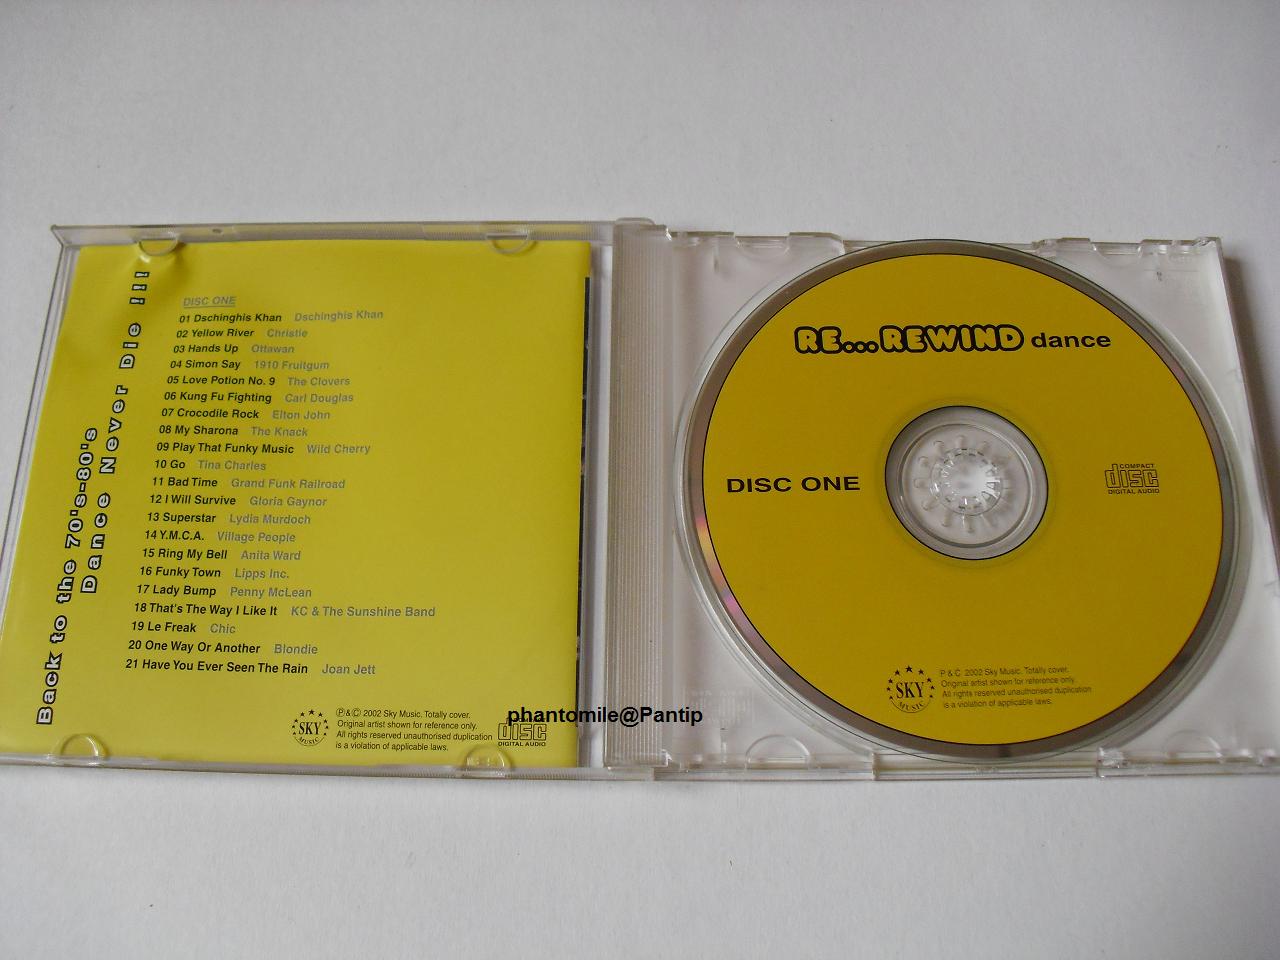 Back to the 70's-80's
Dance Never Die !!!
DISC ONE
01 Dschinghis Khan Dschinghis Khan
02 Yellow River Christie
03 Hands Up Ottawan
04 Simon Say 1910 Fruitgum
05 Love Potion No. 9 The Clovers
06 Kung Fu Fighting Carl Douglas
07 Crocodile Rock Elton John
08 My Sharona The Knack
09 Play That Funky Music Wild Cherry
10 Go Tina Charles
11 Bad Time Grand Funk Railroad
12 I Will Survive Gloria Gaynor
13 Superstar Lydia Murdoch
14 Y.M.C.A. Village People
15 Ring My Bell Anita Ward
16 Funky Town Lipps Inc.
17 Lady Bump Penny McLean
18 That's The Way I Like It KC & The Sunshine Band
19 Le Freak Chic
20 One Way Or Another Blondie
21 Have You Ever Seen The Rain Joan Jett
SKY
MUSIC
℗&© 2002 Sky Music. Totally cover.
Original artist shown for reference only.
All rights reserved unauthorised duplication
is a violation of applicable laws.
disc
DIGITAL AUDIO
phantomile@Pantip
RE...REWIND dance
DISC ONE
COMPACT
disc
DIGITAL AUDIO
SKY
MUSIC
P & C 2002 Sky Music. Totally cover.
Original artist shown for reference only.
All rights reserved unauthorised duplication
is a violation of applicable laws.